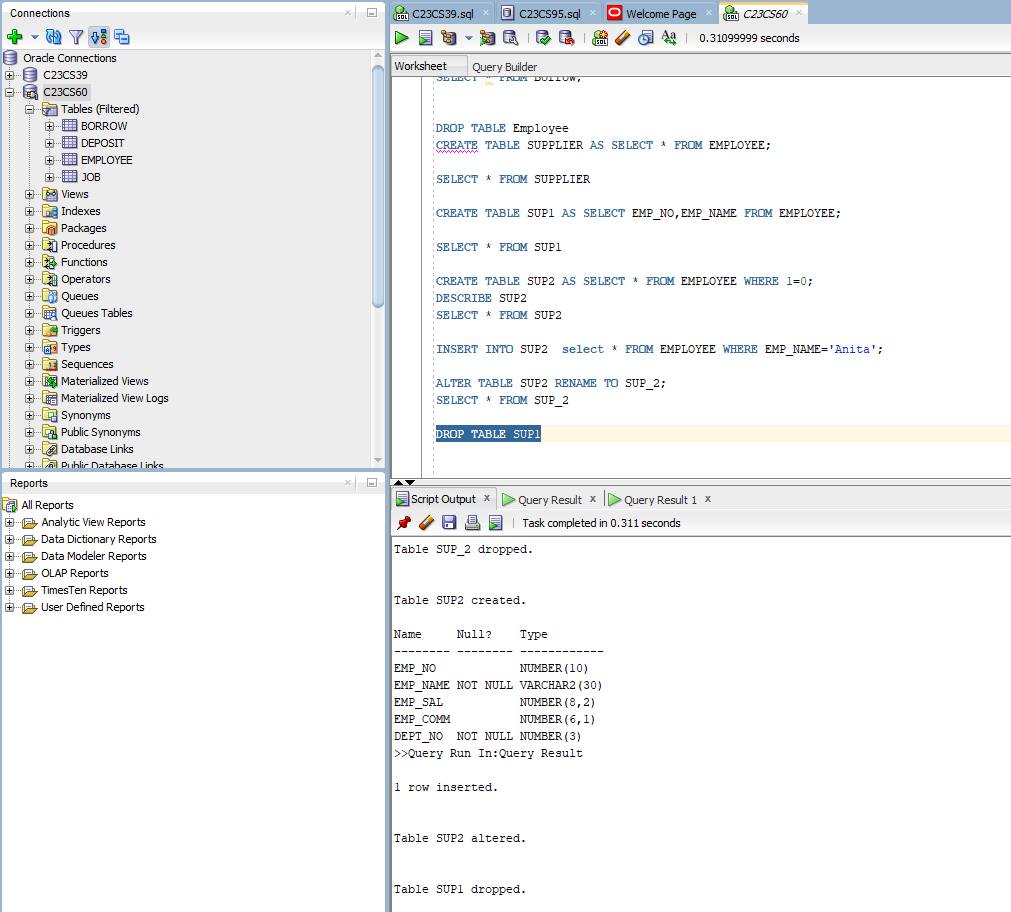 Connections
Oracle Connections
C23CS39
C23CS60
Tables (Filtered)
BORROW
DEPOSIT
EMPLOYEE
JOB
Views
Indexes
Packages
Procedures
Functions
Operators
Queues
Queues Tables
Triggers
Types
Sequences
Materialized Views
Materialized View Logs
Synonyms
Public Synonyms
Database Links
Public Database Links
Reports
All Reports
Analytic View Reports
Data Dictionary Reports
Data Modeler Reports
OLAP Reports
TimesTen Reports
User Defined Reports
C23CS39.sql
C23CS95.sql
Welcome Page
C23CS60
0.31099999 seconds
Worksheet
Query Builder
SELECT * FROM Borrow;
DROP TABLE Employee
CREATE TABLE SUPPLIER AS SELECT * FROM EMPLOYEE;
SELECT * FROM SUPPLIER
CREATE TABLE SUP1 AS SELECT EMP_NO,EMP_NAME FROM EMPLOYEE;
SELECT * FROM SUP1
CREATE TABLE SUP2 AS SELECT * FROM EMPLOYEE WHERE 1=0;
DESCRIBE SUP2
SELECT * FROM SUP2
INSERT INTO SUP2  select * FROM EMPLOYEE WHERE EMP_NAME='Anita';
ALTER TABLE SUP2 RENAME TO SUP_2;
SELECT * FROM SUP_2
DROP TABLE SUP1
Script Output
Query Result
Query Result 1
Task completed in 0.311 seconds
Table SUP_2 dropped.
Table SUP2 created.
Name     Null?    Type
-------- -------- ------------
EMP_NO            NUMBER(10)
EMP_NAME NOT NULL VARCHAR2(30)
EMP_SAL           NUMBER(8,2)
EMP_COMM          NUMBER(6,1)
DEPT_NO  NOT NULL NUMBER(3)
>>Query Run In:Query Result
1 row inserted.
Table SUP2 altered.
Table SUP1 dropped.